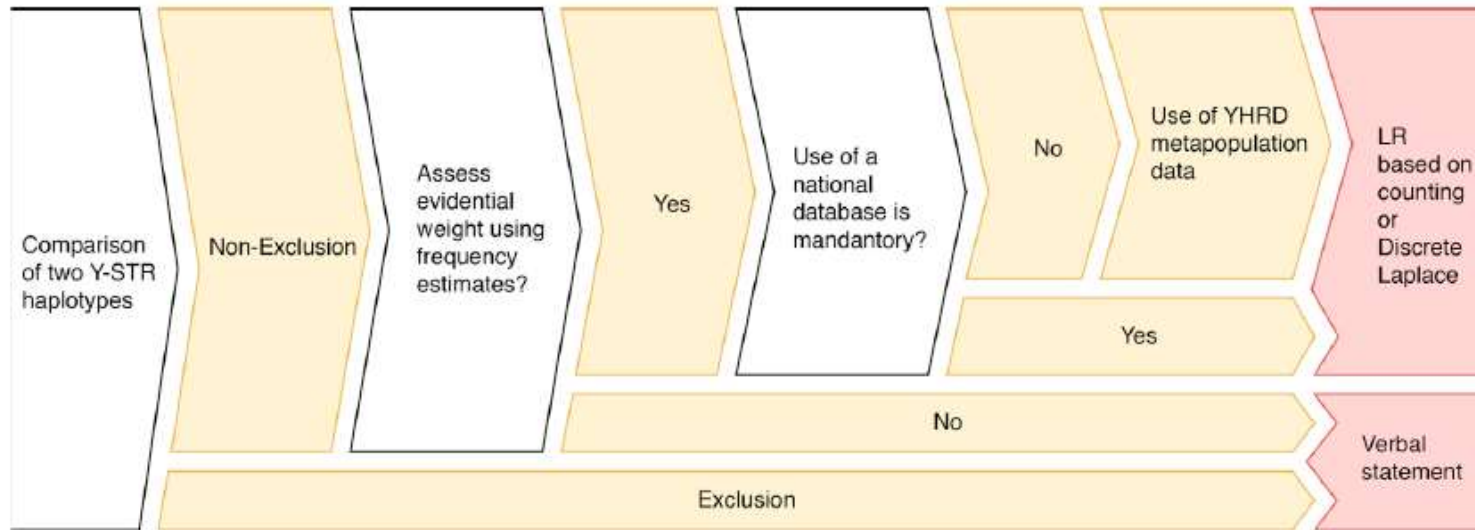 Comparison
of two Y-STR
haplotypes
Non-Exclusion
Assess
evidential
weight using
frequency
estimates?
Yes
Use of a
national
database is
mandantory?
No
Use of YHRD
metapopulation
data
LR
based on
counting
or
Discrete
Laplace
Yes
No
Verbal
statement
Exclusion